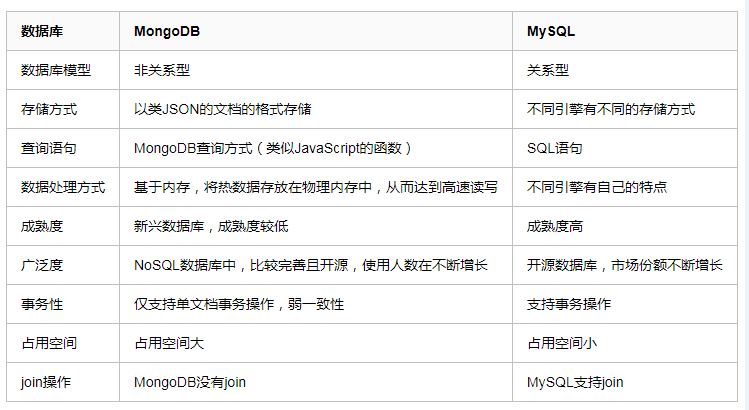 数据库 MongoDB MySQL
数据库模型 非关系型 关系型
存储方式 以类JSON的文档的格式存储 不同引擎有不同的存储方式
查询语句 MongoDB查询方式（类似JavaScript的函数） SQL语句
数据处理方式 基于内存，将热数据存放在物理内存中，从而达到高速读写 不同引擎有自己的特点
成熟度 新兴数据库，成熟度较低 成熟度高
广泛度 NoSQL数据库中，比较完善且开源，使用人数在不断增长 开源数据库，市场份额不断增长
事务性 仅支持单文档事务操作，弱一致性 支持事务操作
占用空间 占用空间大 占用空间小
join操作 MongoDB没有join MySQL支持join